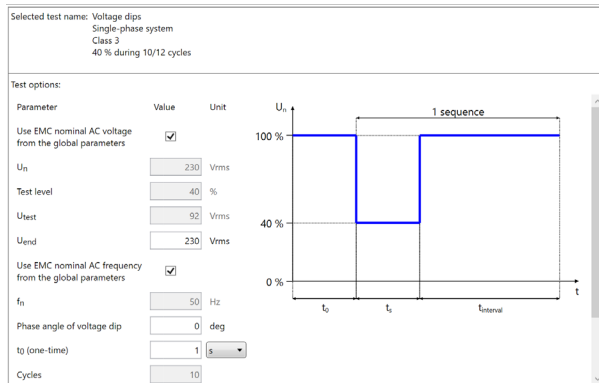 Selected test name: Voltage dips
Single-phase system
Class 3
40 % during 10/12 cycles
Test options:
Parameter Value Unit
Use EMC nominal AC voltage
from the global parameters
Un 230 Vrms
Test level 40 %
Utest 92 Vrms
Uend 230 Vrms
Use EMC nominal AC frequency
from the global parameters
fn 50 Hz
Phase angle of voltage dip 0 deg
t0 (one-time) 1 s
Cycles 10
Un
1 sequence
100 %
40 %
0 %
t
t0 ts tinterval